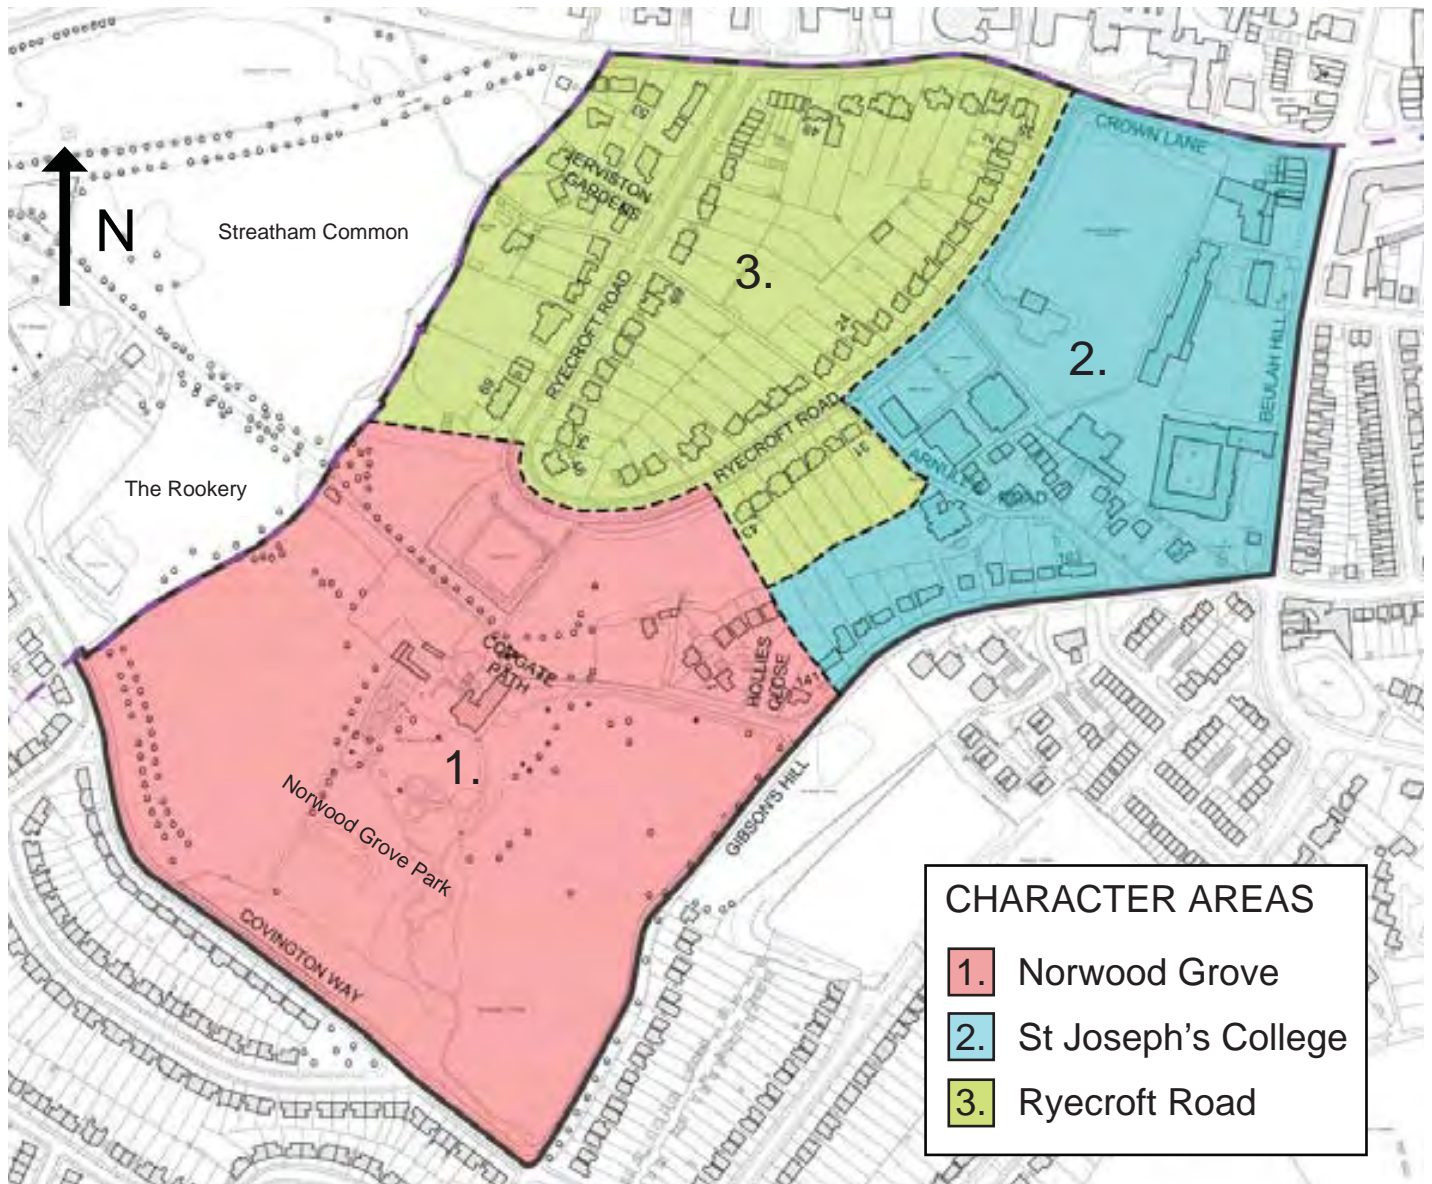 CROWN LANE
JERVISTON
GARDENS
N
Streatham Common
3.
RYECROFT ROAD
24
2.
BEULAH HILL
RYECROFT ROAD
ARNULLS ROAD
The Rookery
COPGATE
PATH
HOLLIES
CLOSE
1.
Norwood Grove Park
GIBSON'S HILL
COVINGTON WAY
CHARACTER AREAS
1. Norwood Grove
2. St Joseph's College
3. Ryecroft Road